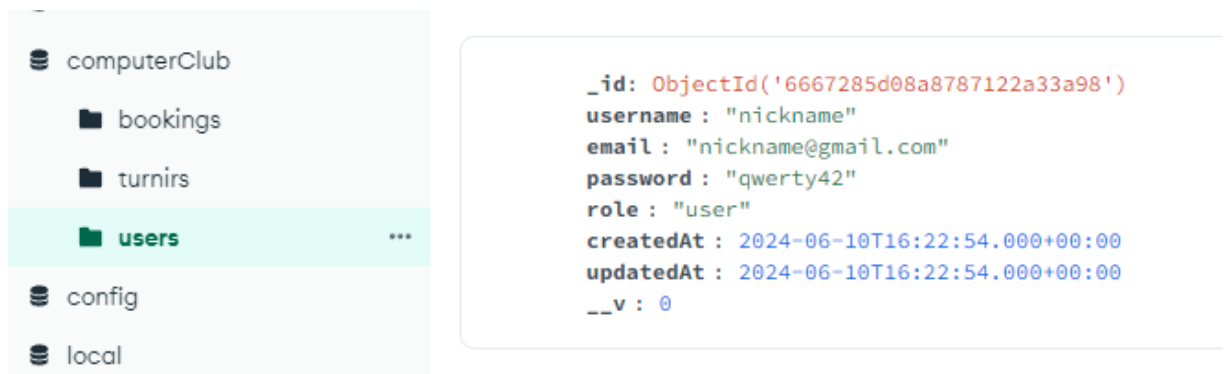 computerClub
bookings
turnirs
users ...
config
local
_id: ObjectId('6667285d08a8787122a33a98')
username : "nickname"
email : "nickname@gmail.com"
password : "qwerty42"
role : "user"
createdAt : 2024-06-10T16:22:54.000+00:00
updatedAt : 2024-06-10T16:22:54.000+00:00
__v : 0